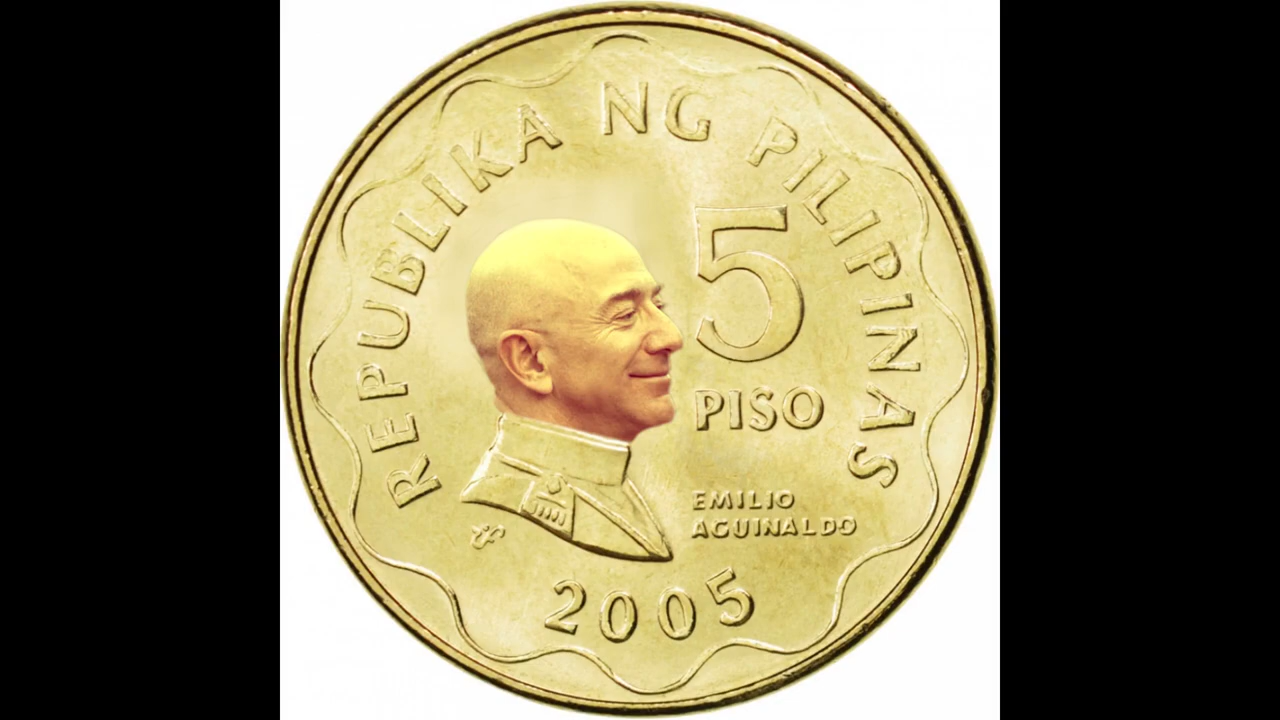 REPUBLIKA NG PILIPINAS
5
PISO
EMILIO
AGUINALDO
2005